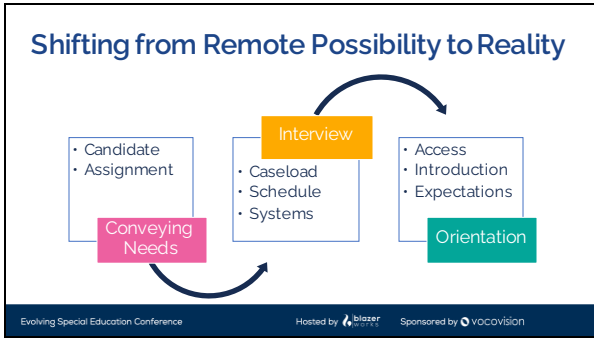 Shifting from Remote Possibility to Reality
• Candidate
• Assignment
Conveying
Needs
Interview
• Caseload
• Schedule
• Systems
• Access
• Introduction
• Expectations
Orientation
Evolving Special Education Conference
Hosted by blazer works
Sponsored by vocovision